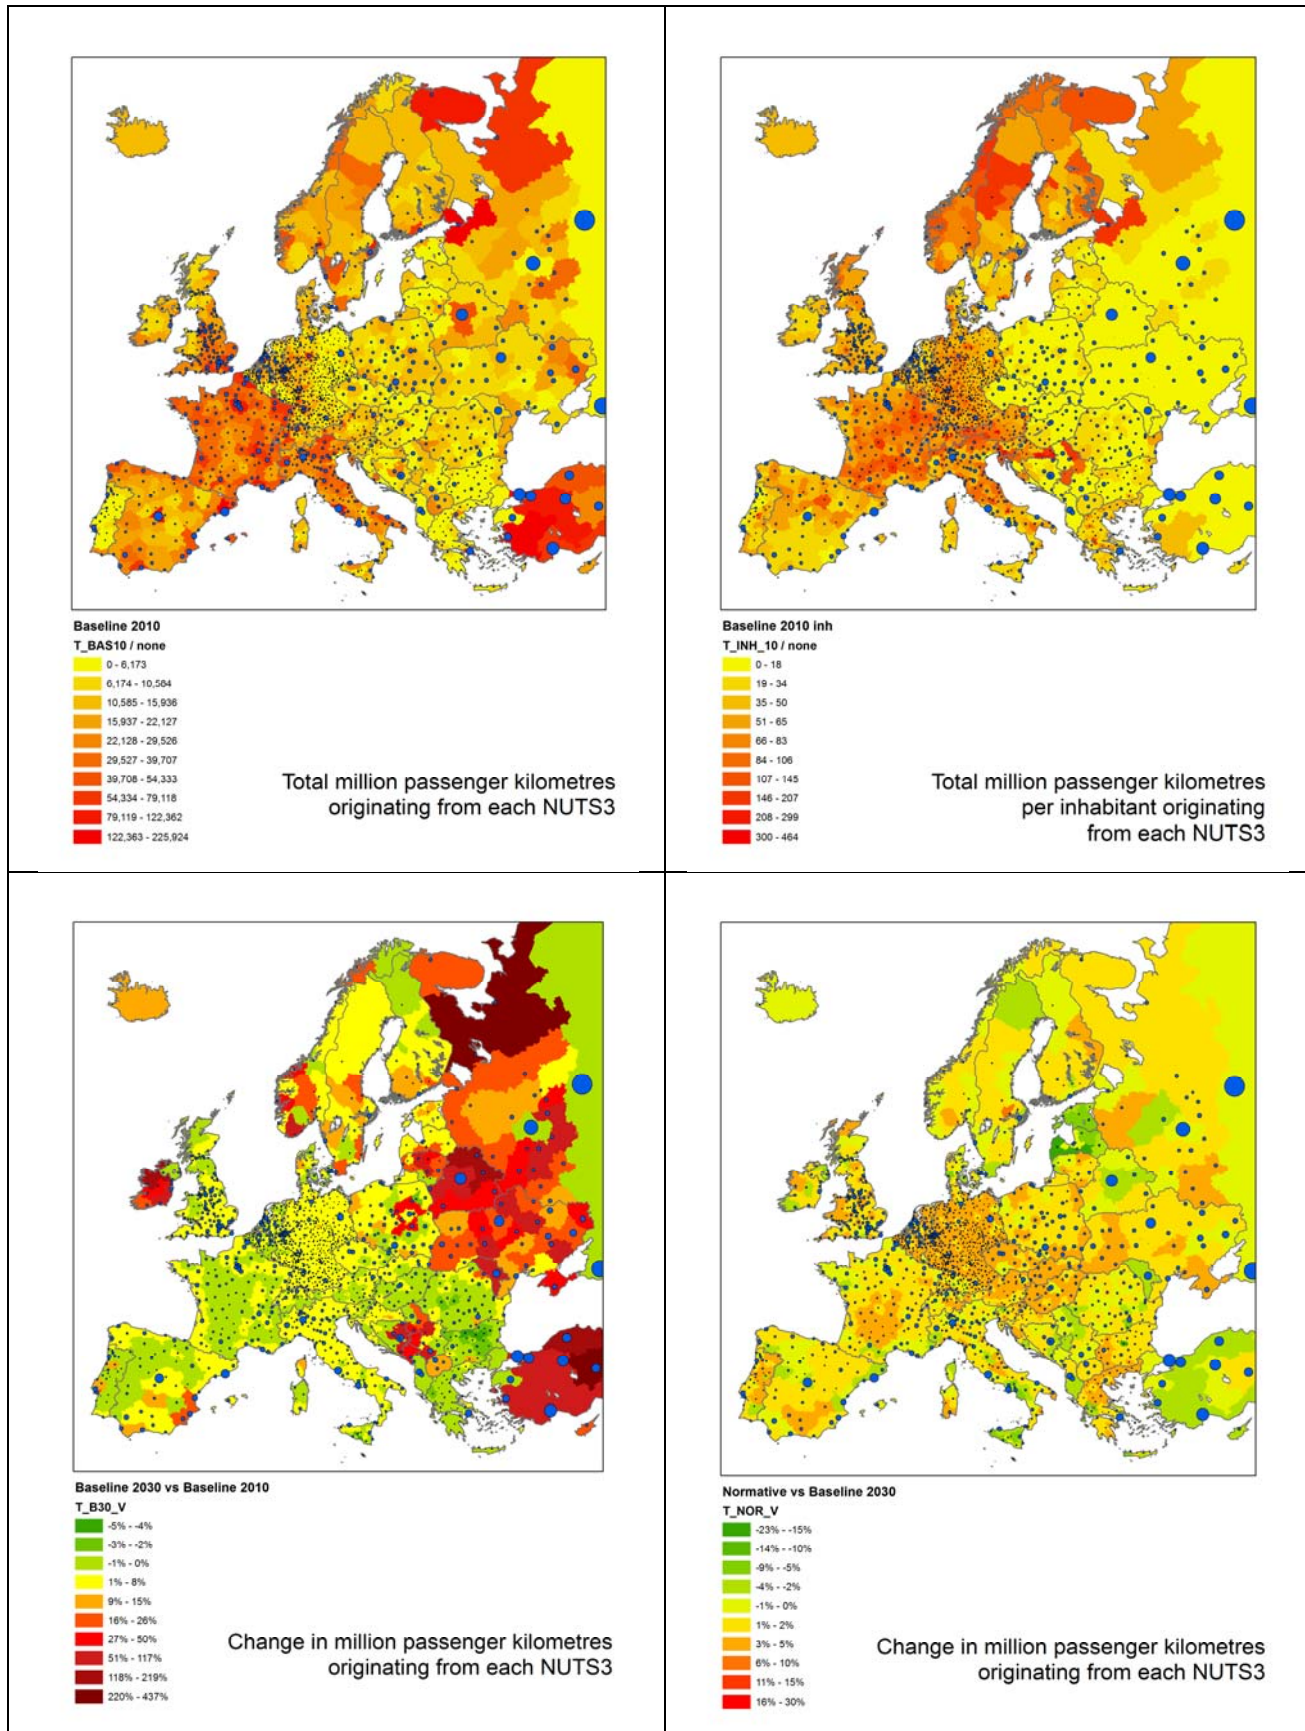 Baseline 2010
T_BAS10 / none
0 - 6,173
6,174 - 10,584
10,585 - 15,936
15,937 - 22,127
22,128 - 29,526
29,527 - 39,707
39,708 - 54,333
54,334 - 79,118
79,119 - 122,362
122,363 - 225,924
Total million passenger kilometres
originating from each NUTS3
Baseline 2010 inh
T_INH_10 / none
0 - 18
19 - 34
35 - 50
51 - 65
66 - 83
84 - 106
107 - 145
146 - 207
208 - 299
300 - 464
Total million passenger kilometres
per inhabitant originating
from each NUTS3
Baseline 2030 vs Baseline 2010
T_B30_V
-5% - -4%
-3% - -2%
-1% - 0%
1% - 8%
9% - 15%
16% - 26%
27% - 50%
51% - 117%
118% - 219%
220% - 437%
Change in million passenger kilometres
originating from each NUTS3
Normative vs Baseline 2030
T_NOR_V
-23% - -15%
-14% - -10%
-9% - -5%
-4% - -2%
-1% - 0%
1% - 2%
3% - 5%
6% - 10%
11% - 15%
16% - 30%
Change in million passenger kilometres
originating from each NUTS3